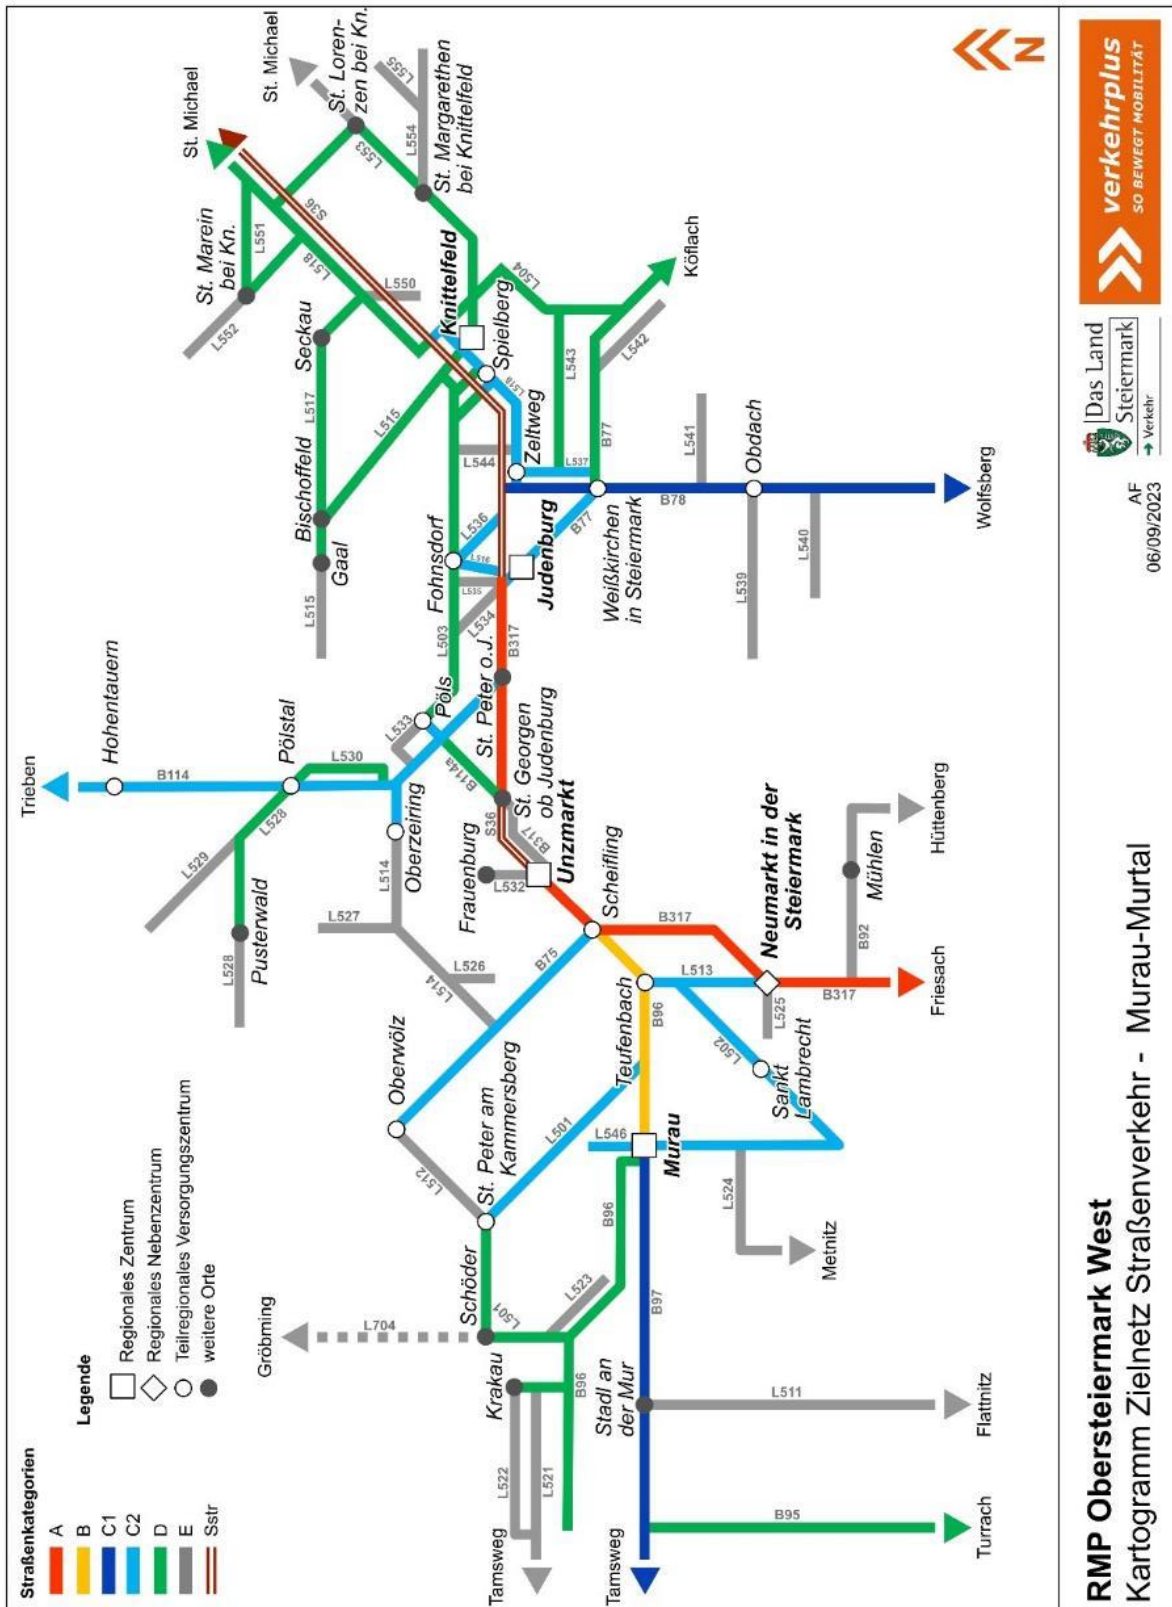 Straßenkategorien
A
B
C1
C2
D
E
Sstr
Legende
Regionales Zentrum
Regionales Nebenzentrum
Teilregionales Versorgungszentrum
weitere Orte
Trieben
Hohentauern
B114
Pölstal
L530
L529
L528
L528
Pusterwald
L527
L514
Oberzeiring
L533
Pöls
L514
L526
B114a
St. Peter o.J.
Gröbming
L704
Oberwölz
B75
L512
St. Peter am
Kammersberg
Schöder
L501
L501
Krakau
L522
L521
B96
L523
B96
Tamsweg
Tamsweg
Stadl an
der Mur
B97
B95
Turrach
L511
Flattnitz
Murau
L546
L524
Metnitz
Teufenbach
B96
L513
L502
Sankt
Lambrecht
L525
Neumarkt in der
Steiermark
B317
B317
Friesach
B92
Mühlen
Hüttenberg
Scheifling
Frauenburg
L532
Unzmarkt
B317
S36
St. Georgen
ob Judenburg
B317
L503
L534
L535
Fohnsdorf
L516
L536
Judenburg
B77
L544
Zeltweg
L537
L518
Spielberg
Knittelfeld
Weißkirchen
in Steiermark
B78
L541
Obdach
L539
L540
Wolfsberg
B77
L543
L542
L504
Köflach
L515
Gaal
Bischoffeld
L517
L515
Seckau
L550
L552
St. Marein
bei Kn.
L551
L518
S36
St. Michael
St. Michael
St. Loren-
zen bei Kn.
L553
L555
L554
St. Margarethen
bei Knittelfeld
N
RMP Obersteiermark West
Kartogramm Zielnetz Straßenverkehr - Murau-Murtal
AF
06/09/2023
Das Land
Steiermark
Verkehr
verkehrplus
SO BEWEGT MOBILITÄT